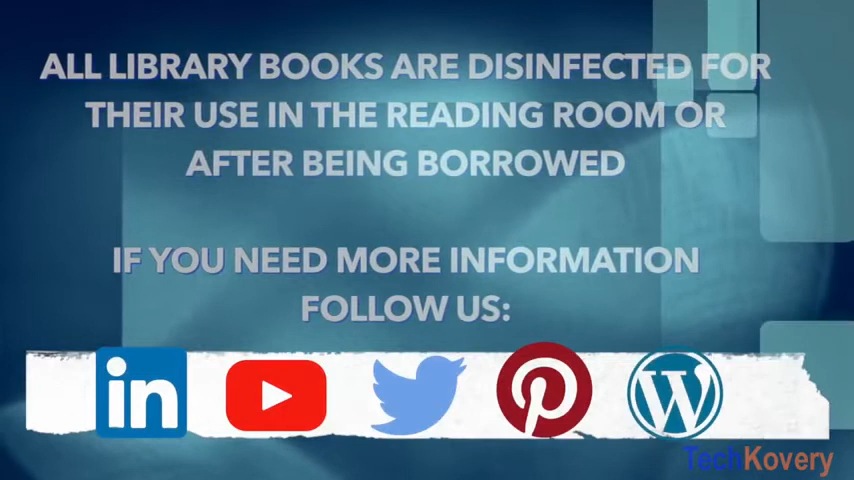 ALL LIBRARY BOOKS ARE DISINFECTED FOR
THEIR USE IN THE READING ROOM OR
AFTER BEING BORROWED
IF YOU NEED MORE INFORMATION
FOLLOW US:
in
TechKovery